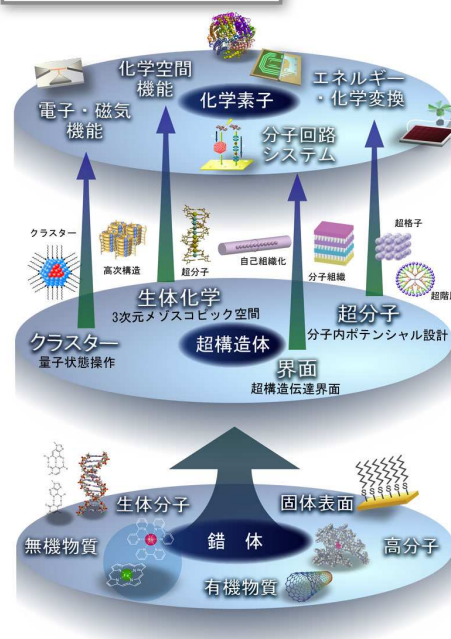 化学空間
機能
エネルギー
・化学変換
化学素子
電子・磁気
機能
分子回路
システム
クラスター
高次構造
超分子
自己組織化
分子組織
超格子
超階
生体化学
3次元メゾスコピック空間
超分子
分子内ポテンシャル設計
クラスター
量子状態操作
超構造体
界面
超構造伝達界面
生体分子
固体表面
無機物質
錯 体
高分子
有機物質